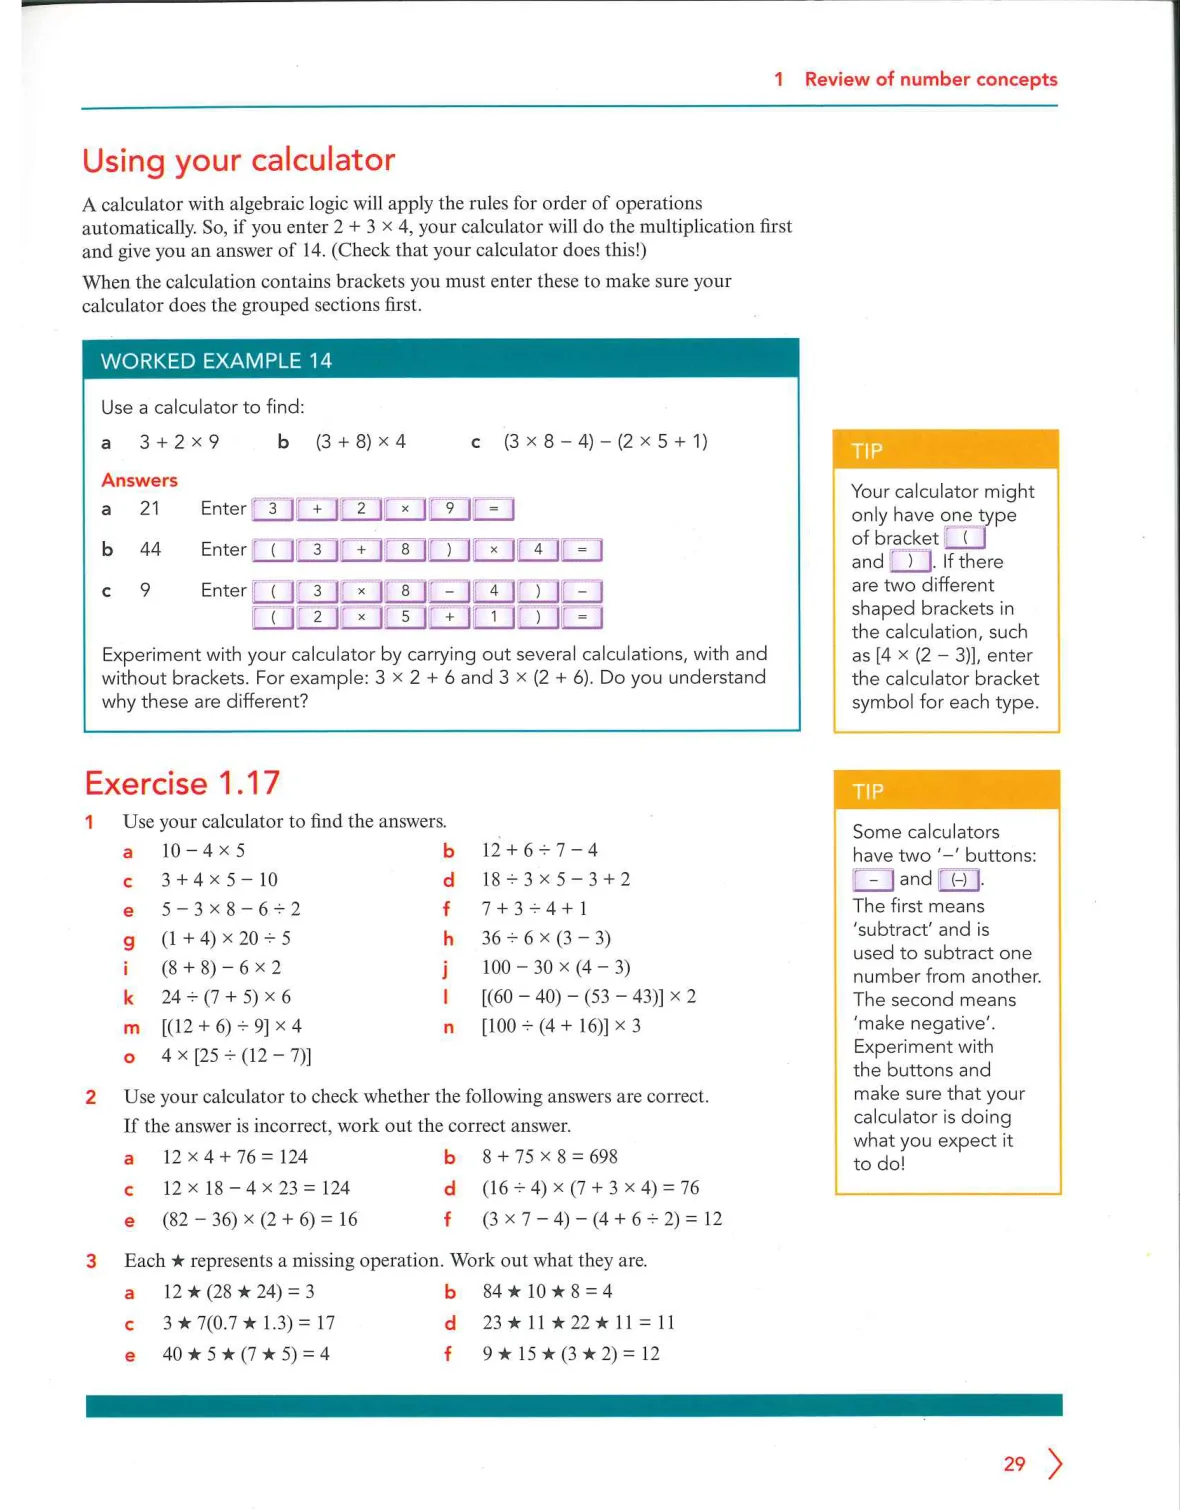 1 Review of number concepts
Using your calculator
A calculator with algebraic logic will apply the rules for order of operations
automatically. So, if you enter 2 + 3 × 4, your calculator will do the multiplication first
and give you an answer of 14. (Check that your calculator does this!)
When the calculation contains brackets you must enter these to make sure your
calculator does the grouped sections first.
WORKED EXAMPLE 14
Use a calculator to find:
a 3 + 2 × 9 b (3 + 8) × 4 c (3 × 8 − 4) − (2 × 5 + 1)
Answers
a 21 Enter 3 + 2 × 9 =
b 44 Enter ( 3 + 8 ) × 4 =
c 9 Enter ( 3 × 8 − 4 ) −
( 2 × 5 + 1 ) =
Experiment with your calculator by carrying out several calculations, with and
without brackets. For example: 3 × 2 + 6 and 3 × (2 + 6). Do you understand
why these are different?
TIP
Your calculator might
only have one type
of bracket (
and ). If there
are two different
shaped brackets in
the calculation, such
as [4 × (2 − 3)], enter
the calculator bracket
symbol for each type.
Exercise 1.17
1 Use your calculator to find the answers.
a 10 − 4 × 5 b 12 + 6 ÷ 7 − 4
c 3 + 4 × 5 − 10 d 18 ÷ 3 × 5 − 3 + 2
e 5 − 3 × 8 − 6 ÷ 2 f 7 + 3 ÷ 4 + 1
g (1 + 4) × 20 ÷ 5 h 36 ÷ 6 × (3 − 3)
i (8 + 8) − 6 × 2 j 100 − 30 × (4 − 3)
k 24 ÷ (7 + 5) × 6 l [(60 − 40) − (53 − 43)] × 2
m [(12 + 6) ÷ 9] × 4 n [100 ÷ (4 + 16)] × 3
o 4 × [25 ÷ (12 − 7)]
2 Use your calculator to check whether the following answers are correct.
If the answer is incorrect, work out the correct answer.
a 12 × 4 + 76 = 124 b 8 + 75 × 8 = 698
c 12 × 18 − 4 × 23 = 124 d (16 ÷ 4) × (7 + 3 × 4) = 76
e (82 − 36) × (2 + 6) = 16 f (3 × 7 − 4) − (4 + 6 ÷ 2) = 12
3 Each ★ represents a missing operation. Work out what they are.
a 12 ★ (28 ★ 24) = 3 b 84 ★ 10 ★ 8 = 4
c 3 ★ 7(0.7 ★ 1.3) = 17 d 23 ★ 11 ★ 22 ★ 11 = 11
e 40 ★ 5 ★ (7 ★ 5) = 4 f 9 ★ 15 ★ (3 ★ 2) = 12
TIP
Some calculators
have two '−' buttons:
− and (−).
The first means
'subtract' and is
used to subtract one
number from another.
The second means
'make negative'.
Experiment with
the buttons and
make sure that your
calculator is doing
what you expect it
to do!
29